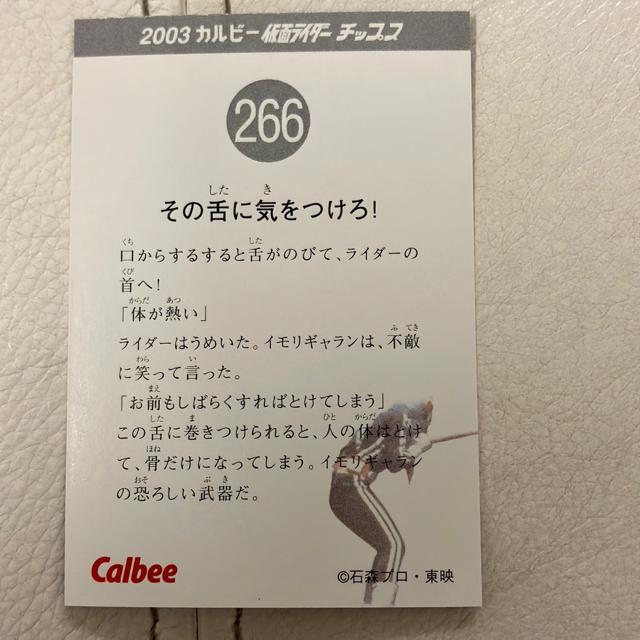 2003 カルビー 仮面ライダー チップス
266
その舌に気をつけろ!
口からするすると舌がのびて、ライダーの
首へ!
「体が熱い」
ライダーはうめいた。イモリギャランは、不敵
に笑って言った。
「お前もしばらくすればとけてしまう」
この舌に巻きつけられると、人の体はとけ
て、骨だけになってしまう。イモリギャラン
の恐ろしい武器だ。
Calbee
©石森プロ・東映